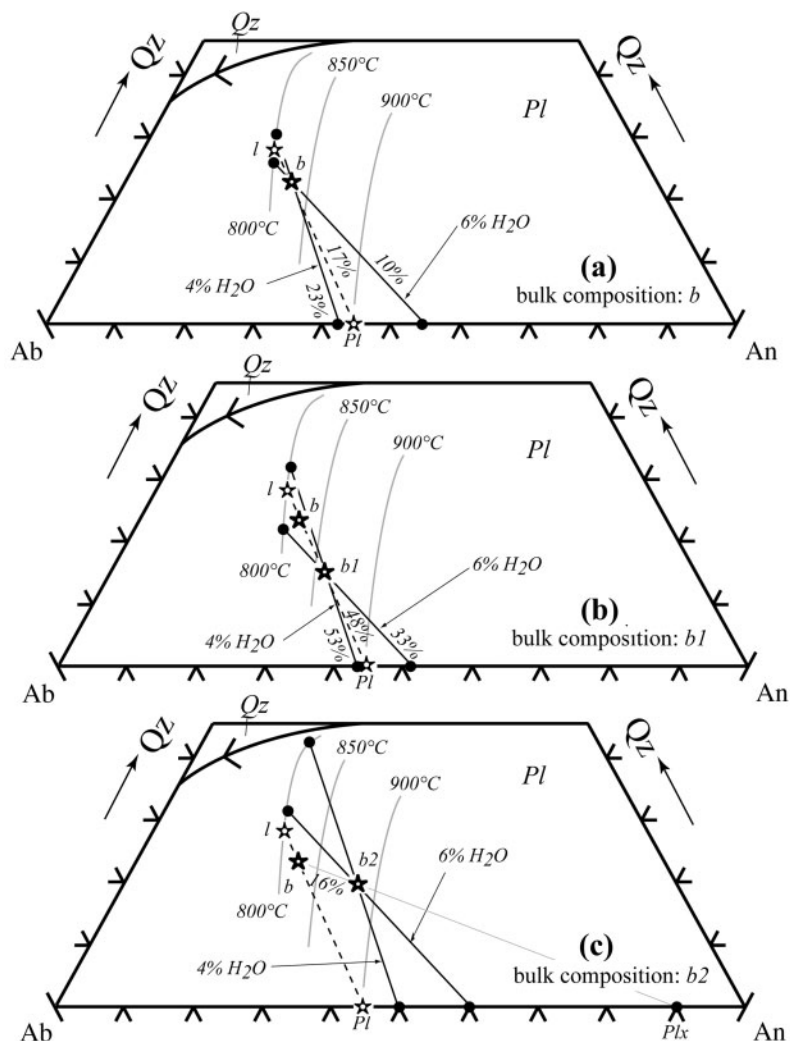 Qz
850°C
900°C
Qz
Qz
Pl
l
b
800°C
6% H2O
17%
10%
4% H2O
23%
(a)
bulk composition: b
Pl
Ab
An
Qz
850°C
900°C
Qz
Qz
Pl
l
b
b1
800°C
6% H2O
4% H2O
53%
48%
33%
(b)
bulk composition: b1
Pl
Ab
An
Qz
850°C
900°C
Qz
Qz
Pl
l
b
b2
16%
6% H2O
800°C
4% H2O
(c)
bulk composition: b2
Ab
Pl
Plx
An